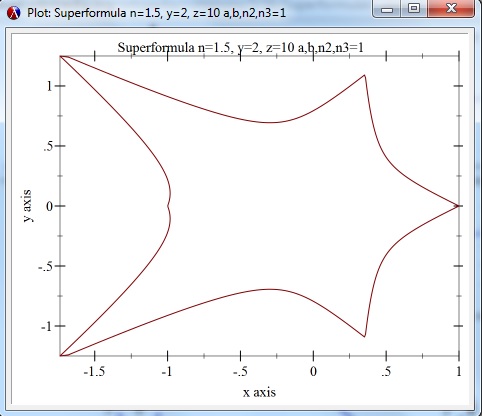 Plot: Superformula n=1.5, y=2, z=10 a,b,n2,n3=1
Superformula n=1.5, y=2, z=10 a,b,n2,n3=1
1
.5
0
-.5
-1
y axis
-1.5 -1 -.5 0 .5 1
x axis